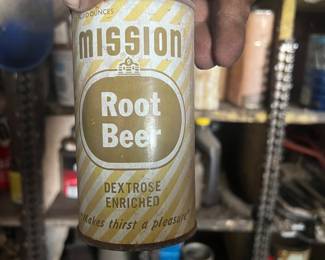 OUNCES
mission
Root
Beer
DEXTROSE
ENRICHED
"Makes thirst a pleasure"